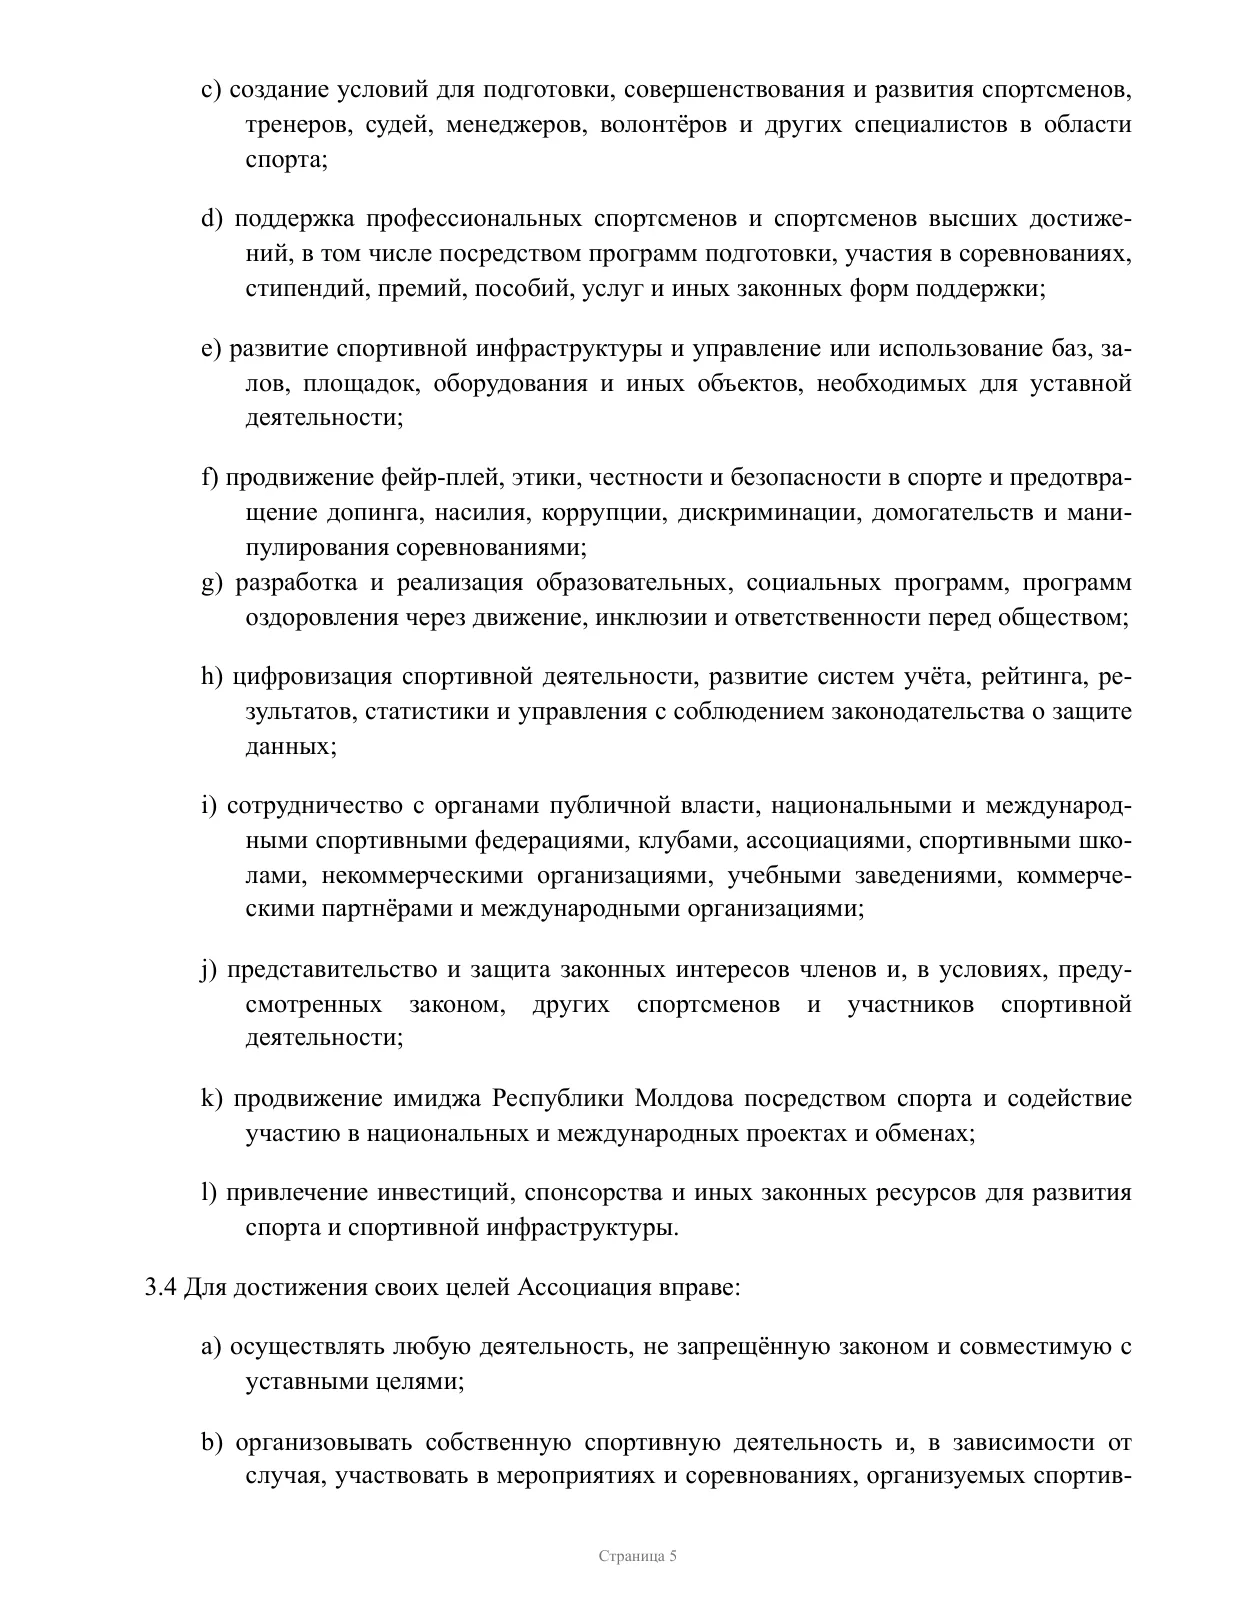 c) создание условий для подготовки, совершенствования и развития спортсменов,
тренеров, судей, менеджеров, волонтёров и других специалистов в области
спорта;
d) поддержка профессиональных спортсменов и спортсменов высших достиже-
ний, в том числе посредством программ подготовки, участия в соревнованиях,
стипендий, премий, пособий, услуг и иных законных форм поддержки;
e) развитие спортивной инфраструктуры и управление или использование баз, за-
лов, площадок, оборудования и иных объектов, необходимых для уставной
деятельности;
f) продвижение фейр-плей, этики, честности и безопасности в спорте и предотвра-
щение допинга, насилия, коррупции, дискриминации, домогательств и мани-
пулирования соревнованиями;
g) разработка и реализация образовательных, социальных программ, программ
оздоровления через движение, инклюзии и ответственности перед обществом;
h) цифровизация спортивной деятельности, развитие систем учёта, рейтинга, ре-
зультатов, статистики и управления с соблюдением законодательства о защите
данных;
i) сотрудничество с органами публичной власти, национальными и международ-
ными спортивными федерациями, клубами, ассоциациями, спортивными шко-
лами, некоммерческими организациями, учебными заведениями, коммерче-
скими партнёрами и международными организациями;
j) представительство и защита законных интересов членов и, в условиях, преду-
смотренных законом, других спортсменов и участников спортивной
деятельности;
k) продвижение имиджа Республики Молдова посредством спорта и содействие
участию в национальных и международных проектах и обменах;
l) привлечение инвестиций, спонсорства и иных законных ресурсов для развития
спорта и спортивной инфраструктуры.
3.4 Для достижения своих целей Ассоциация вправе:
a) осуществлять любую деятельность, не запрещённую законом и совместимую с
уставными целями;
b) организовывать собственную спортивную деятельность и, в зависимости от
случая, участвовать в мероприятиях и соревнованиях, организуемых спортив-
Страница 5